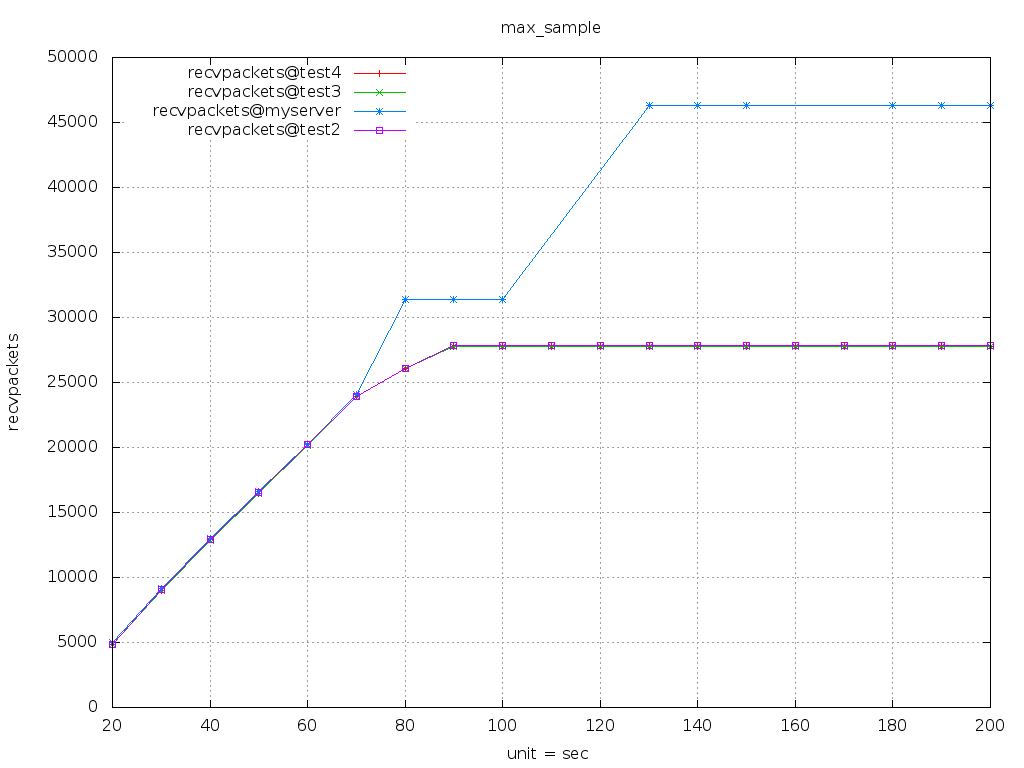 max_sample
50000
45000
40000
35000
30000
25000
20000
15000
10000
5000
0
recvpackets@test4
recvpackets@test3
recvpackets@myserver
recvpackets@test2
recvpackets
20 40 60 80 100 120 140 160 180 200
unit = sec